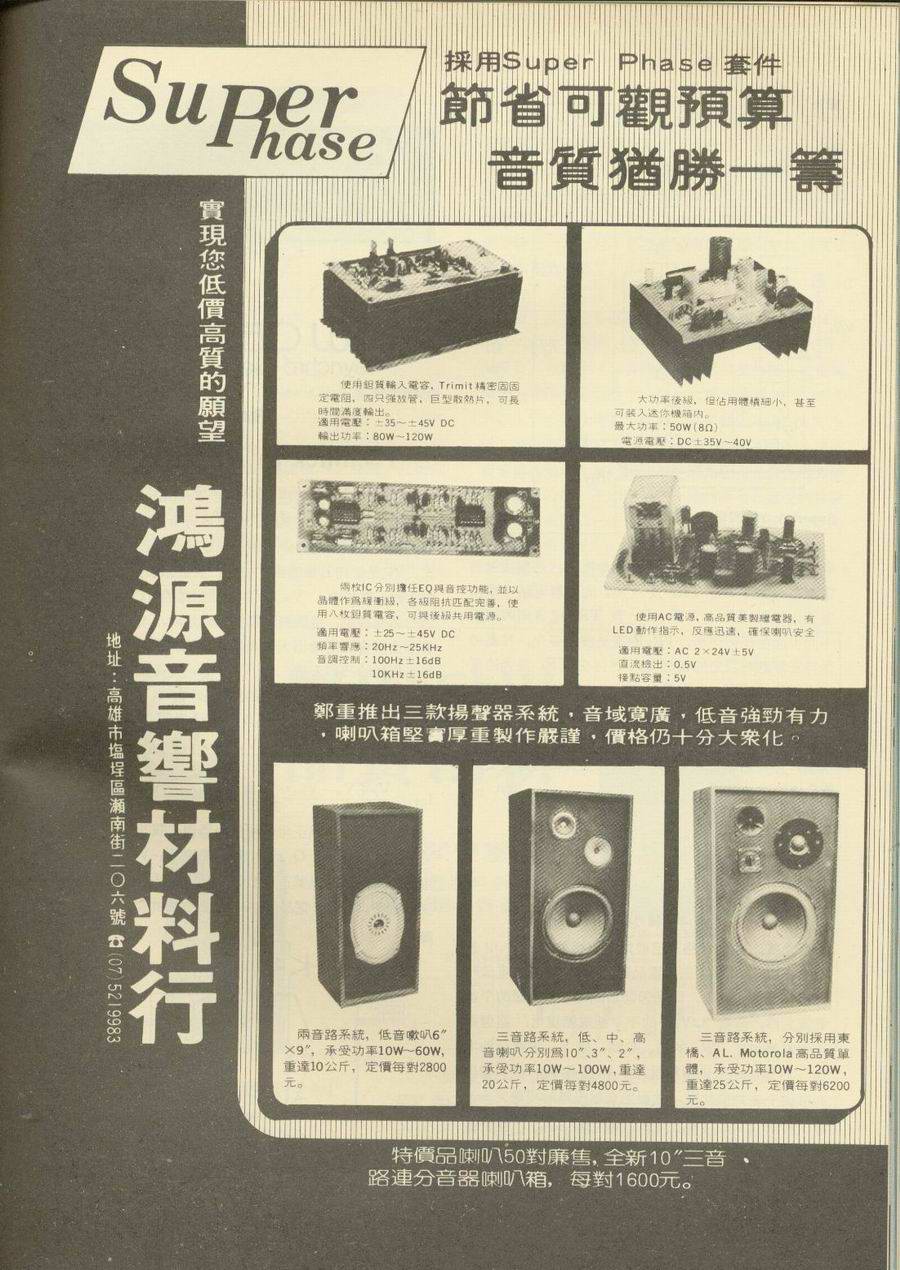 Super
Phase
採用Super Phase 套件
節省可觀預算
音質猶勝一籌
實現您低價高質的願望
鴻源音響材料行
地址：高雄市塩埕區瀨南街二〇六號 ☎(07)5219983
使用鉭質輸入電容, Trimit精密固固
定電阻, 四只强放管, 巨型散熱片, 可長
時間滿度輸出。
適用電壓：±35～±45V DC
輸出功率：80W～120W
大功率後級, 但佔用體積細小, 甚至
可裝入迷你機箱內。
最大功率：50W(8Ω)
電源電壓：DC±35V～40V
兩枚IC分別擔任EQ與音控功能, 並以
晶體作爲緩衝級, 各級阻抗匹配完善, 使
用八枚鉭質電容, 可與後級共用電源。
適用電壓：±25～±45V DC
頻率響應：20Hz～25KHz
音調控制：100Hz±16dB
10KHz±16dB
使用AC電源, 高品質美製繼電器, 有
LED動作指示, 反應迅速, 確保喇叭安全
適用電壓：AC 2×24V±5V
直流檢出：0.5V
接點容量：5V
鄭重推出三款揚聲器系統，音域寛廣，低音強勁有力
，喇叭箱堅實厚重製作嚴謹，價格仍十分大衆化。
兩音路系統, 低音嗽叭6″
×9″, 承受功率10W～60W,
重達10公斤, 定價每對2800
元。
三音路系統, 低、中、高
音喇叭分別爲10″、3″、2″,
承受功率10W～100W, 重達
20公斤, 定價每對4800元。
三音路系統, 分別採用東
橋、AL. Motorola高品質單
體, 承受功率10W～120W,
重達25公斤, 定價每對6200
元。
特價品喇叭50對廉售, 全新10″三音
路連分音器喇叭箱, 每對1600元。